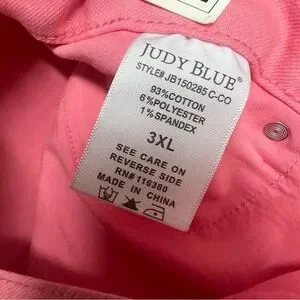 JUDY BLUE®
STYLE# JB150285 C-CO
93%COTTON
6%POLYESTER
1%SPANDEX
3XL
SEE CARE ON
REVERSE SIDE
RN# 116380
MADE IN CHINA